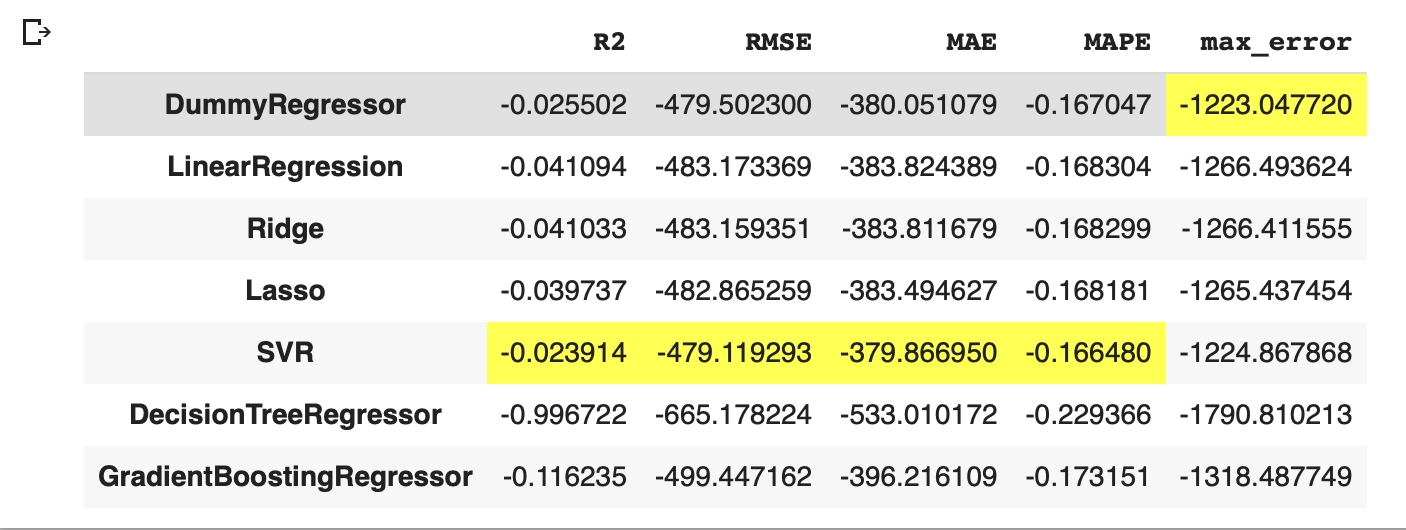 R2 RMSE MAE MAPE max_error
DummyRegressor -0.025502 -479.502300 -380.051079 -0.167047 -1223.047720
LinearRegression -0.041094 -483.173369 -383.824389 -0.168304 -1266.493624
Ridge -0.041033 -483.159351 -383.811679 -0.168299 -1266.411555
Lasso -0.039737 -482.865259 -383.494627 -0.168181 -1265.437454
SVR -0.023914 -479.119293 -379.866950 -0.166480 -1224.867868
DecisionTreeRegressor -0.996722 -665.178224 -533.010172 -0.229366 -1790.810213
GradientBoostingRegressor -0.116235 -499.447162 -396.216109 -0.173151 -1318.487749